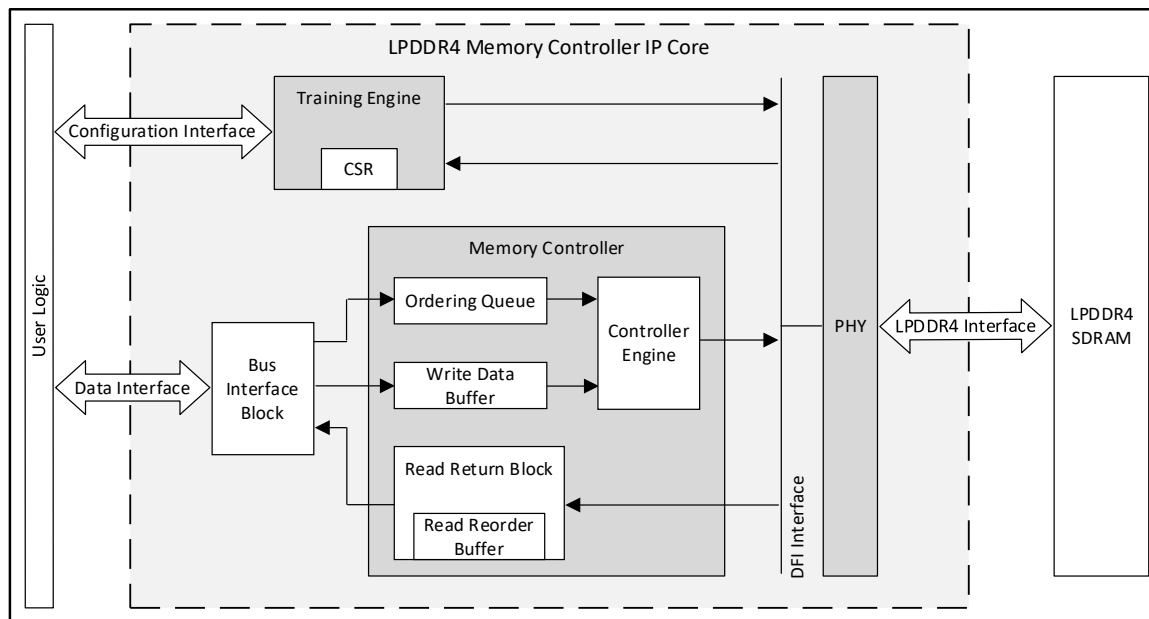 LPDDR4 Memory Controller IP Core
Training Engine
CSR
Configuration Interface
User Logic
Data Interface
Bus
Interface
Block
Memory Controller
Ordering Queue
Write Data
Buffer
Controller
Engine
Read Return Block
Read Reorder
Buffer
DFI Interface
PHY
LPDDR4 Interface
LPDDR4
SDRAM